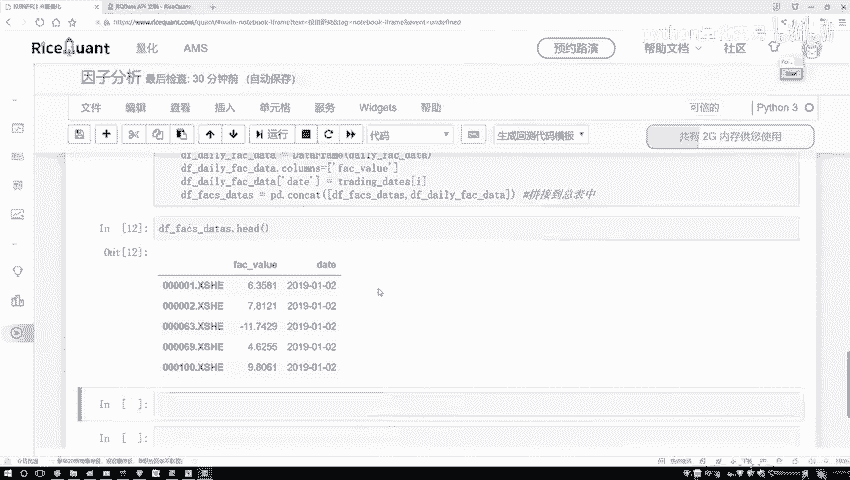 RQData API 文档 - RiceQuant
RiceQuant 量化 AMS 预约路演 帮助文档 社区
因子分析 最后检查: 30 分钟前 (自动保存)
文件 编辑 查看 插入 单元格 服务 Widgets 帮助 可信的 Python 3
运行 代码 生成回测代码模板 共有 2G 内存供您使用
df_daily_fac_data = DataFrame(daily_fac_data)
df_daily_fac_data.columns=['fac_value']
df_daily_fac_data['date'] = trading_dates[i]
df_facs_datas = pd.concat([df_facs_datas,df_daily_fac_data]) #拼接到总表中
In [12]: df_facs_datas.head()
Out[12]:
fac_value date
000001.XSHE 6.3581 2019-01-02
000002.XSHE 7.8121 2019-01-02
000063.XSHE -11.7429 2019-01-02
000069.XSHE 4.6255 2019-01-02
000100.XSHE 9.8061 2019-01-02
In [ ]:
In [ ]: